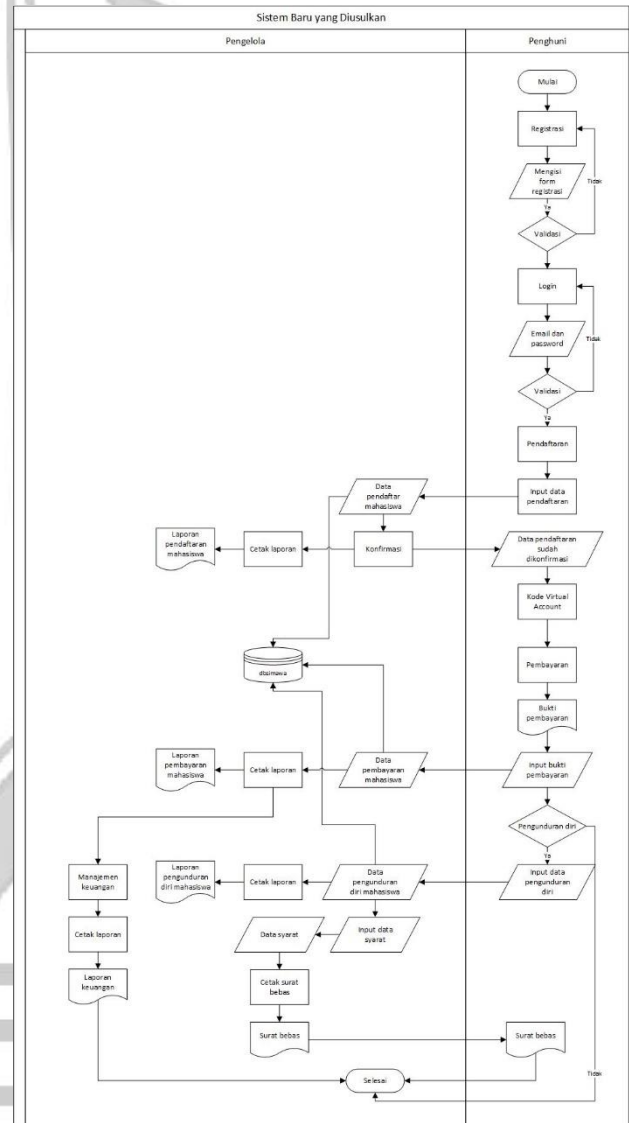 Sistem Baru yang Diusulkan
Pengelola
Penghuni
Mulai
Registrasi
Mengisi
form
registrasi
Tidak
Ya
Validasi
Login
Email dan
password
Tidak
Validasi
Ya
Pendaftaran
Input data
pendaftaran
Data
pendaftar
mahasiswa
Laporan
pendaftaran
mahasiswa
Cetak laporan
Konfirmasi
Data pendaftaran
sudah
dikonfirmasi
Kode Virtual
Account
Pembayaran
Bukti
pembayaran
Laporan
pembayaran
mahasiswa
Cetak laporan
Data
pembayaran
mahasiswa
Input bukti
pembayaran
Pengunduran diri
Ya
Manajemen
keuangan
Laporan
pengunduran
diri mahasiswa
Cetak laporan
Data
pengunduran
diri mahasiswa
Input data
pengunduran
diri
Cetak laporan
Data syarat
Input data
syarat
Laporan
keuangan
Cetak surat
bebas
Surat bebas
Surat bebas
Selesai
Tidak